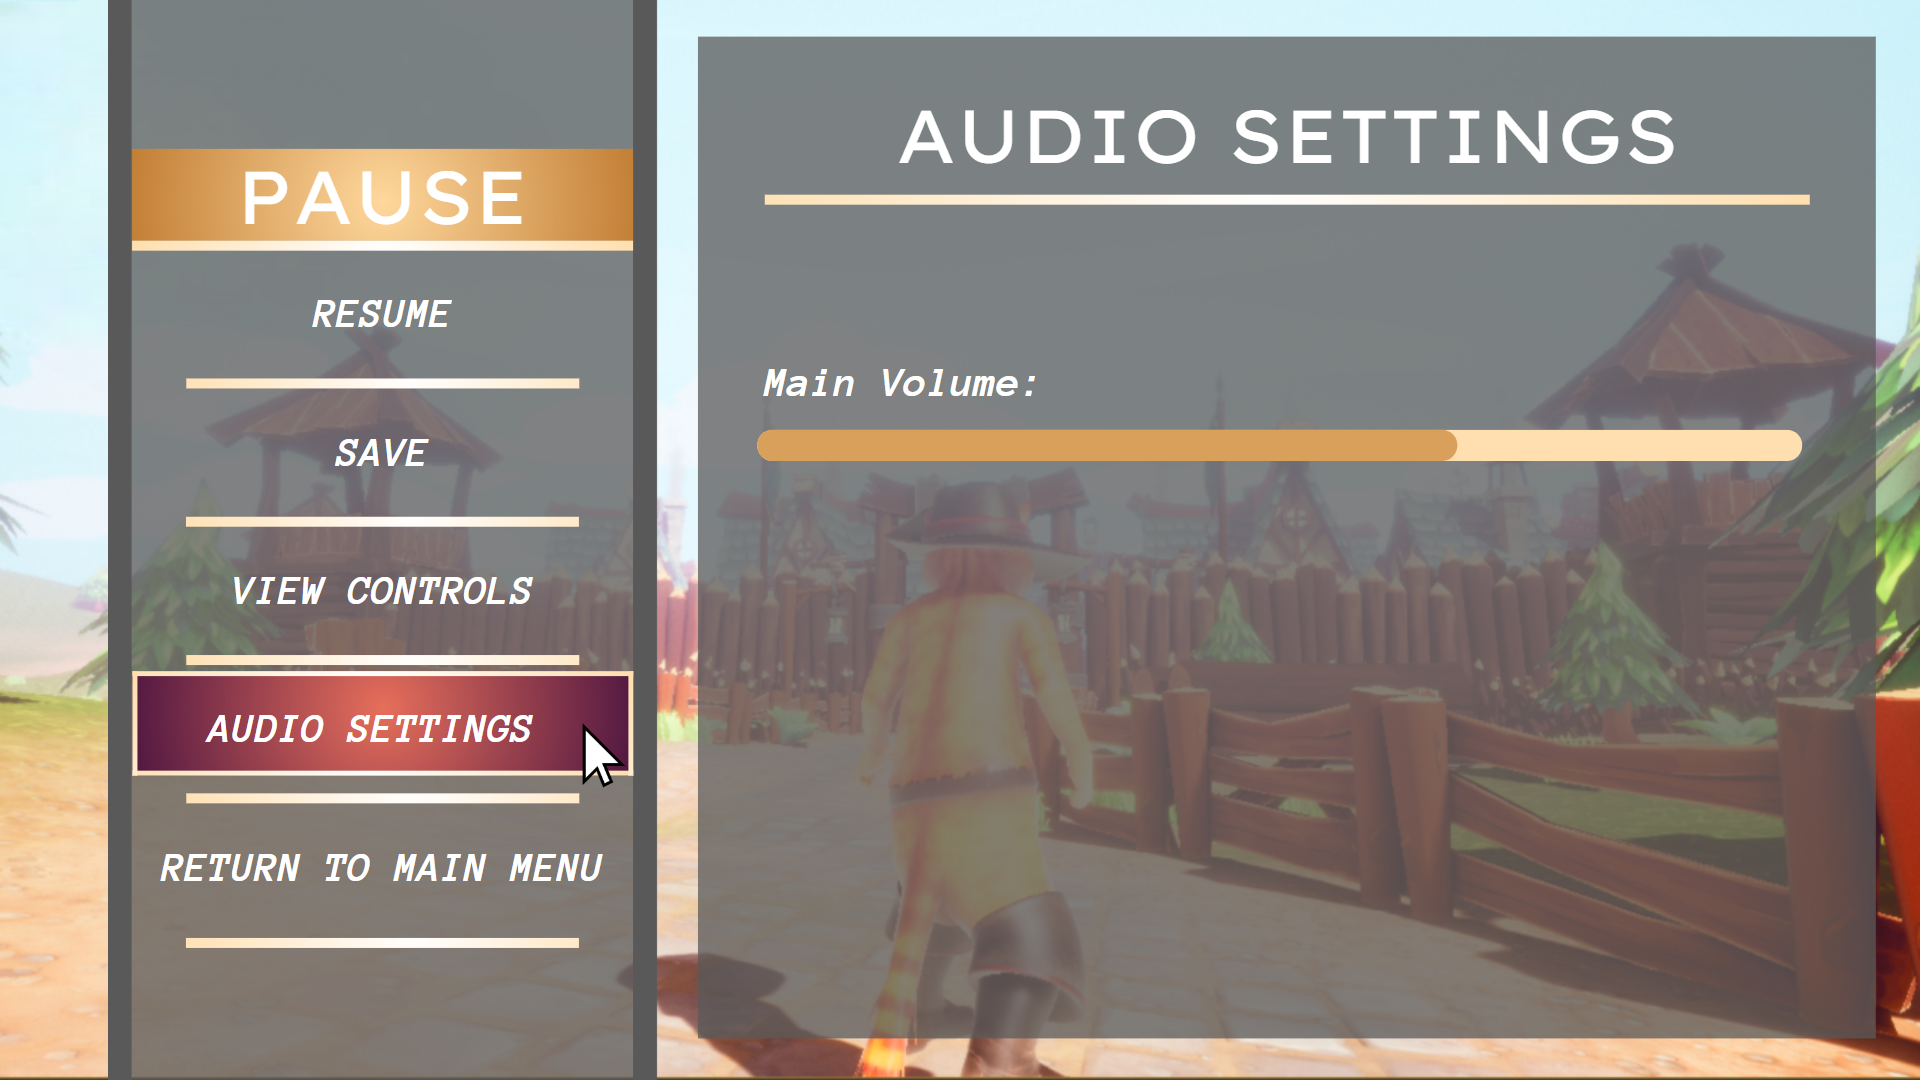 PAUSE
RESUME
SAVE
VIEW CONTROLS
AUDIO SETTINGS
RETURN TO MAIN MENU
AUDIO SETTINGS
Main Volume: